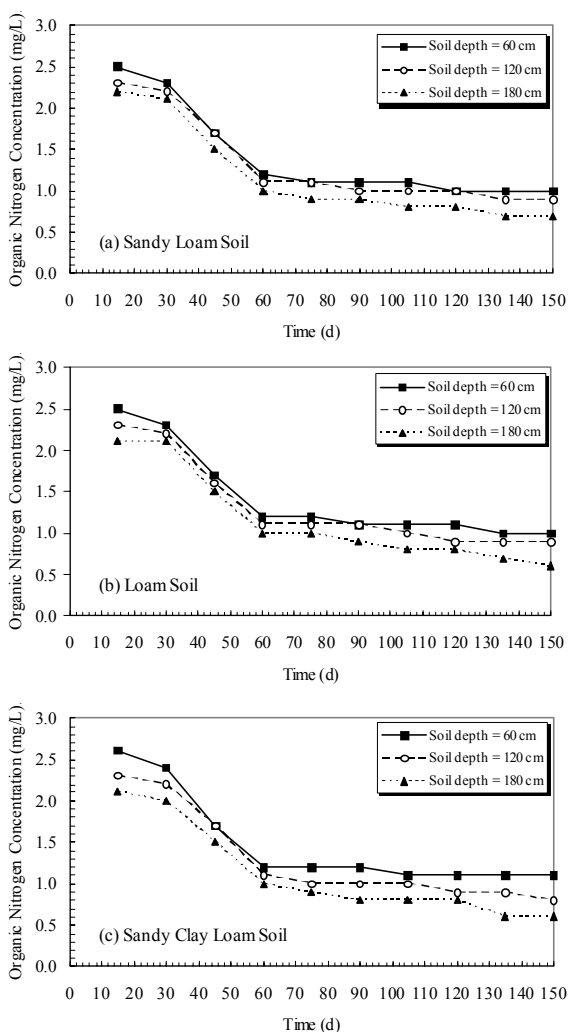 Organic Nitrogen Concentration (mg/L).
3.0
2.5
2.0
1.5
1.0
0.5
0.0
Soil depth = 60 cm
Soil depth = 120 cm
Soil depth = 180 cm
(a) Sandy Loam Soil
0 10 20 30 40 50 60 70 80 90 100 110 120 130 140 150
Time (d)
Organic Nitrogen Concentration (mg/L).
3.0
2.5
2.0
1.5
1.0
0.5
0.0
Soil depth = 60 cm
Soil depth = 120 cm
Soil depth = 180 cm
(b) Loam Soil
0 10 20 30 40 50 60 70 80 90 100 110 120 130 140 150
Time (d)
Organic Nitrogen Concentration (mg/L).
3.0
2.5
2.0
1.5
1.0
0.5
0.0
Soil depth = 60 cm
Soil depth = 120 cm
Soil depth = 180 cm
(c) Sandy Clay Loam Soil
0 10 20 30 40 50 60 70 80 90 100 110 120 130 140 150
Time (d)